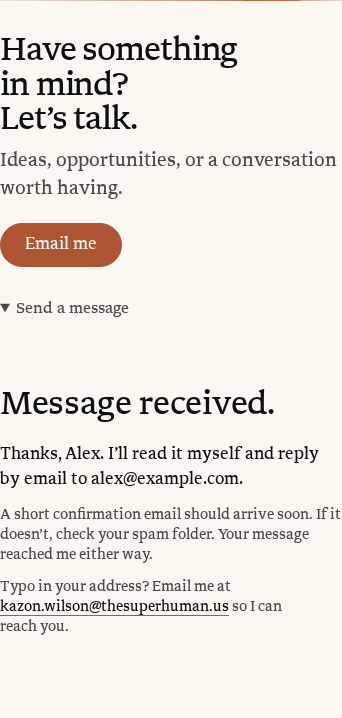 Have something
in mind?
Let’s talk.
Ideas, opportunities, or a conversation
worth having.
Email me
▼ Send a message
Message received.
Thanks, Alex. I’ll read it myself and reply
by email to alex@example.com.
A short confirmation email should arrive soon. If it
doesn’t, check your spam folder. Your message
reached me either way.
Typo in your address? Email me at
kazon.wilson@thesuperhuman.us so I can
reach you.